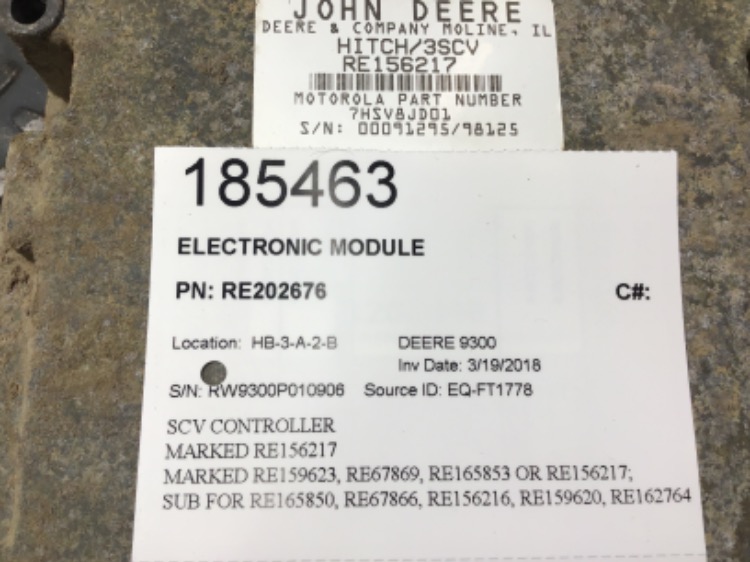 JOHN DEERE
DEERE & COMPANY MOLINE, IL
HITCH/3SCV
RE156217
MOTOROLA PART NUMBER
7HSV8JD01
S/N: 00091295/98125
185463
ELECTRONIC MODULE
PN: RE202676 C#:
Location: HB-3-A-2-B DEERE 9300
Inv Date: 3/19/2018
S/N: RW9300P010906 Source ID: EQ-FT1778
SCV CONTROLLER
MARKED RE156217
MARKED RE159623, RE67869, RE165853 OR RE156217;
SUB FOR RE165850, RE67866, RE156216, RE159620, RE162764